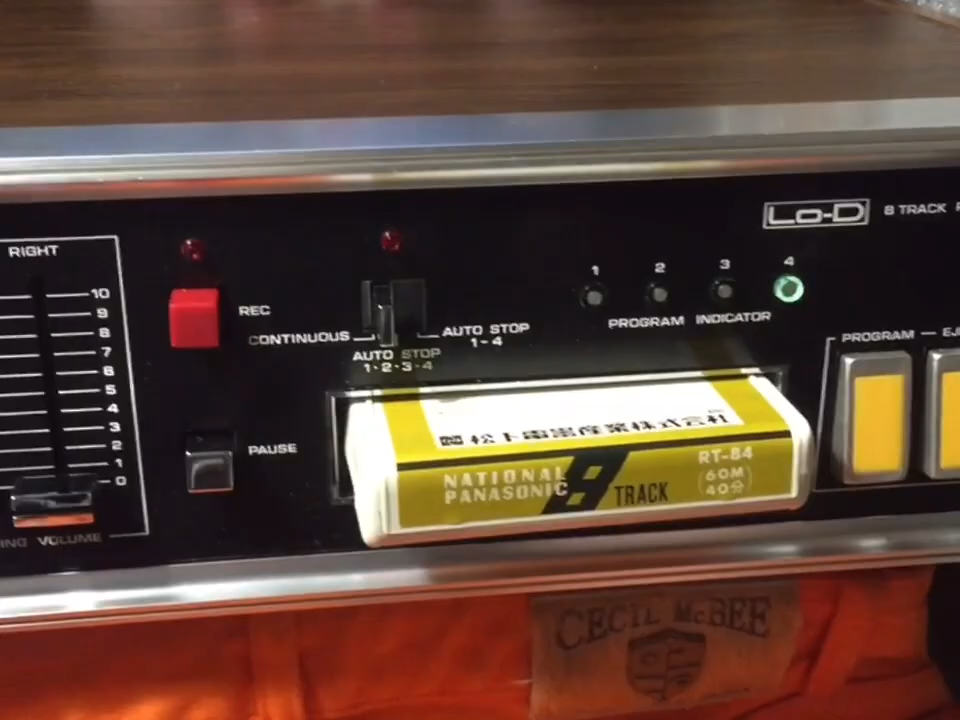 Lo-D 8 TRACK
RIGHT
10
9
8
7
6
5
4
3
2
1
0
VOLUME
REC
PAUSE
CONTINUOUS
AUTO STOP
1·2·3·4
AUTO STOP
1-4
1 2 3 4
PROGRAM INDICATOR
PROGRAM
松下電器産業株式会社
NATIONAL
PANASONIC
8 TRACK
RT-84
60M
40分
CECIL McBEE